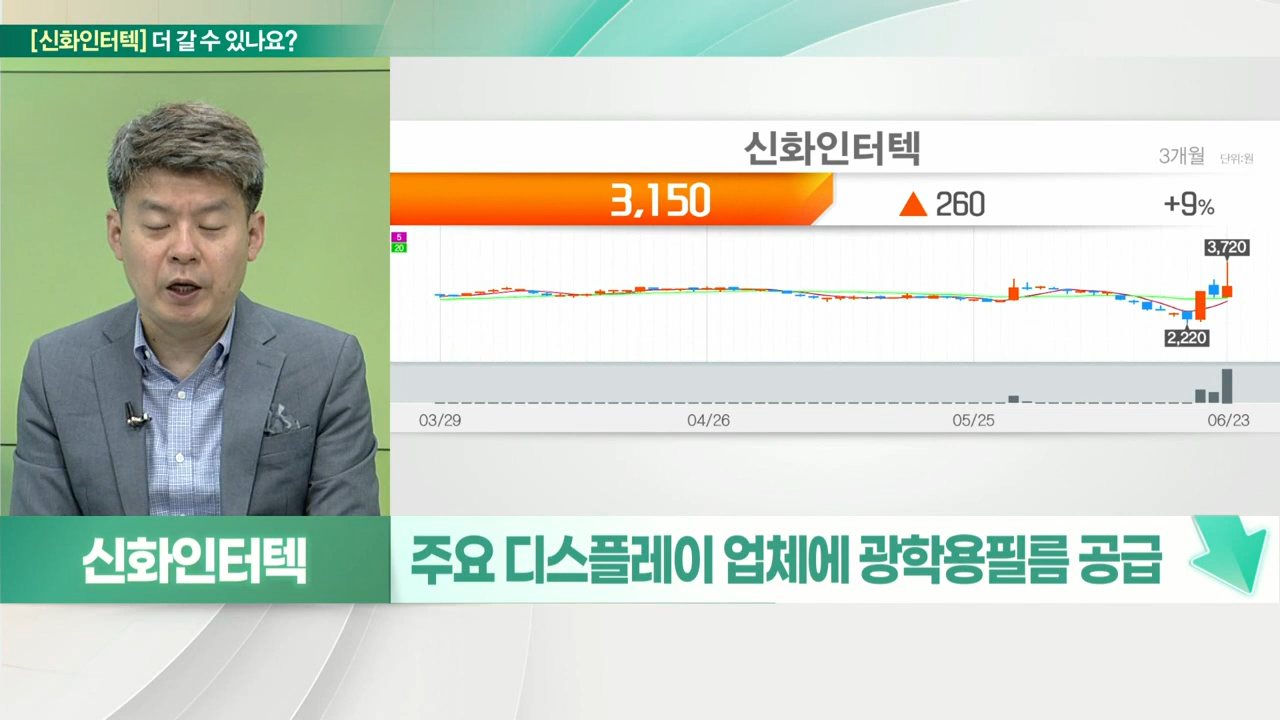 [신화인터텍] 더 갈 수 있나요?
신화인터텍
3개월 단위:원
3,150 ▲ 260 +9%
5
20
3,720
2,220
03/29 04/26 05/25 06/23
신화인터텍 주요 디스플레이 업체에 광학용필름 공급